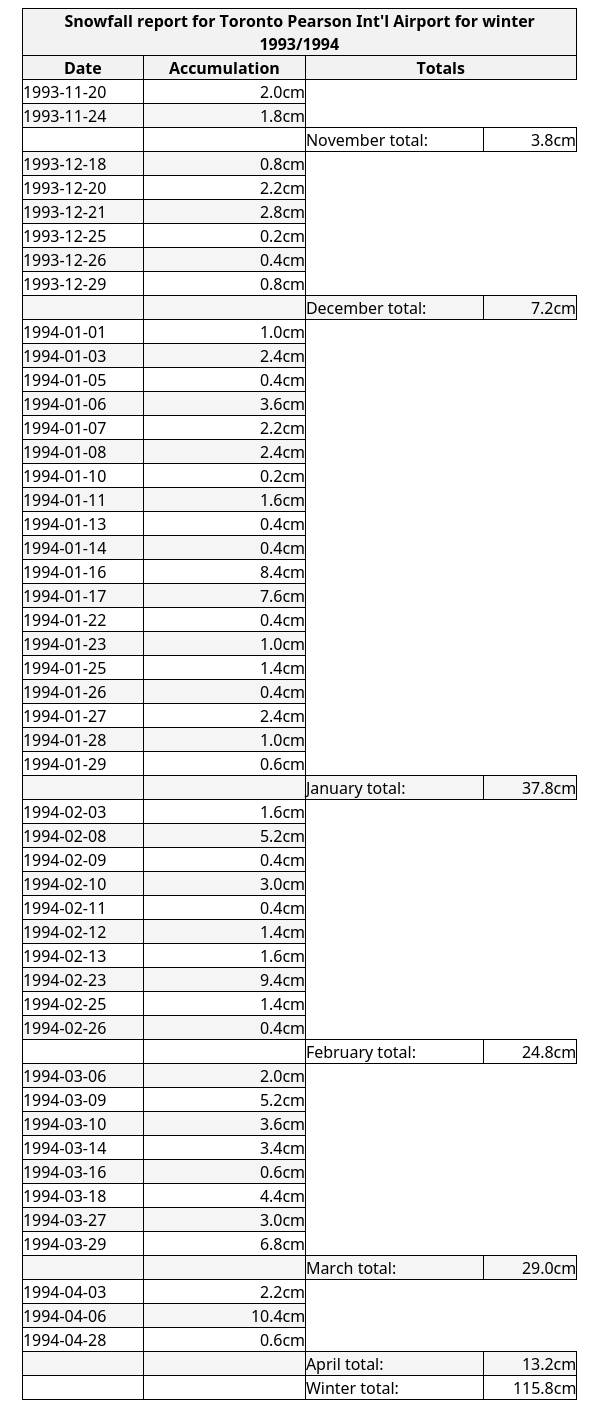 Snowfall report for Toronto Pearson Int'l Airport for winter
1993/1994
Date Accumulation Totals
1993-11-20 2.0cm
1993-11-24 1.8cm
November total: 3.8cm
1993-12-18 0.8cm
1993-12-20 2.2cm
1993-12-21 2.8cm
1993-12-25 0.2cm
1993-12-26 0.4cm
1993-12-29 0.8cm
December total: 7.2cm
1994-01-01 1.0cm
1994-01-03 2.4cm
1994-01-05 0.4cm
1994-01-06 3.6cm
1994-01-07 2.2cm
1994-01-08 2.4cm
1994-01-10 0.2cm
1994-01-11 1.6cm
1994-01-13 0.4cm
1994-01-14 0.4cm
1994-01-16 8.4cm
1994-01-17 7.6cm
1994-01-22 0.4cm
1994-01-23 1.0cm
1994-01-25 1.4cm
1994-01-26 0.4cm
1994-01-27 2.4cm
1994-01-28 1.0cm
1994-01-29 0.6cm
January total: 37.8cm
1994-02-03 1.6cm
1994-02-08 5.2cm
1994-02-09 0.4cm
1994-02-10 3.0cm
1994-02-11 0.4cm
1994-02-12 1.4cm
1994-02-13 1.6cm
1994-02-23 9.4cm
1994-02-25 1.4cm
1994-02-26 0.4cm
February total: 24.8cm
1994-03-06 2.0cm
1994-03-09 5.2cm
1994-03-10 3.6cm
1994-03-14 3.4cm
1994-03-16 0.6cm
1994-03-18 4.4cm
1994-03-27 3.0cm
1994-03-29 6.8cm
March total: 29.0cm
1994-04-03 2.2cm
1994-04-06 10.4cm
1994-04-28 0.6cm
April total: 13.2cm
Winter total: 115.8cm